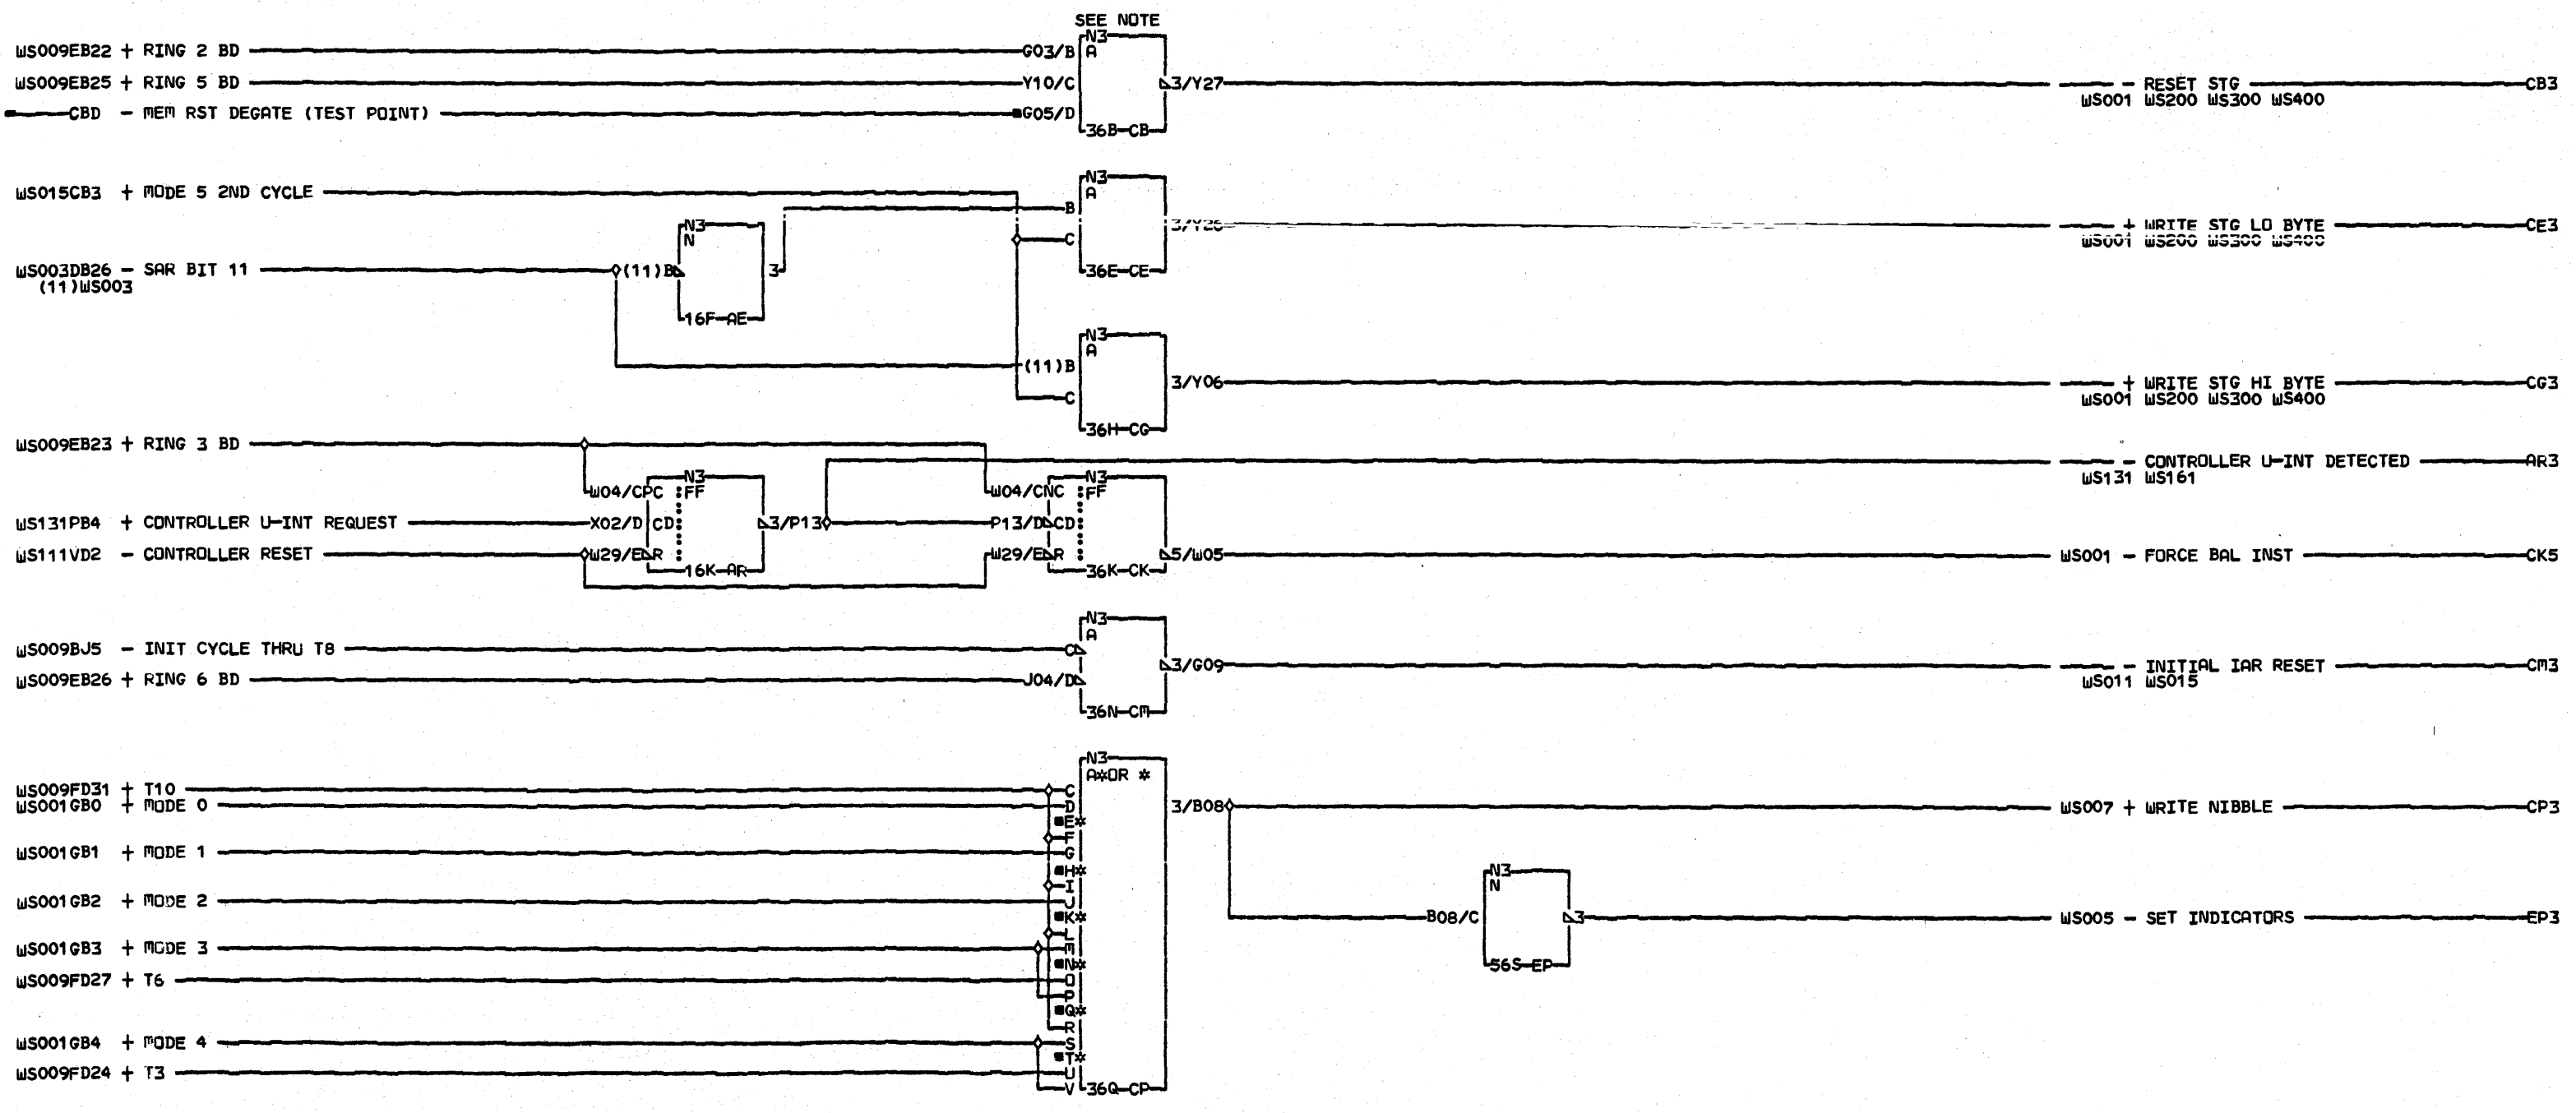 SEE NOTE
N3
WS009EB22 + RING 2 BD G03/B A
WS009EB25 + RING 5 BD Y10/C 3/Y27 - RESET STG CB3
WS001 WS200 WS300 WS400
CBD - MEM RST DEGATE (TEST POINT) G05/D
36B CB
N3
WS015CB3 + MODE 5 2ND CYCLE A
B
N3 3/Y26 + WRITE STG LO BYTE CE3
N C WS001 WS200 WS300 WS400
WS003DB26 - SAR BIT 11 (11)B 3 36E CE
(11)WS003
16F AE
N3
A
(11)B
3/Y06 + WRITE STG HI BYTE CG3
C WS001 WS200 WS300 WS400
36H CG
WS009EB23 + RING 3 BD
- CONTROLLER U-INT DETECTED AR3
N3 N3 WS131 WS161
W04/CPC FF W04/CNC FF
WS131PB4 + CONTROLLER U-INT REQUEST X02/D CD 3/P13 P13/D CD
WS111VD2 - CONTROLLER RESET W29/E R W29/E R 5/W05 WS001 - FORCE BAL INST CK5
16K AR 36K CK
N3
A
WS009BJ5 - INIT CYCLE THRU T8 C
3/G09 - INITIAL IAR RESET CM3
WS009EB26 + RING 6 BD J04/D WS011 WS015
36N CM
N3
A*OR *
WS009FD31 + T10 C
WS001GB0 + MODE 0 D 3/B08 WS007 + WRITE NIBBLE CP3
E*
F
WS001GB1 + MODE 1 G
H* N3
I N
WS001GB2 + MODE 2 J
K* B08/C 3 WS005 - SET INDICATORS EP3
L
WS001GB3 + MODE 3 M
N* 56S EP
WS009FD27 + T6 O
P
Q*
R
WS001GB4 + MODE 4 S
T*
WS009FD24 + T3 U
V 36Q CP